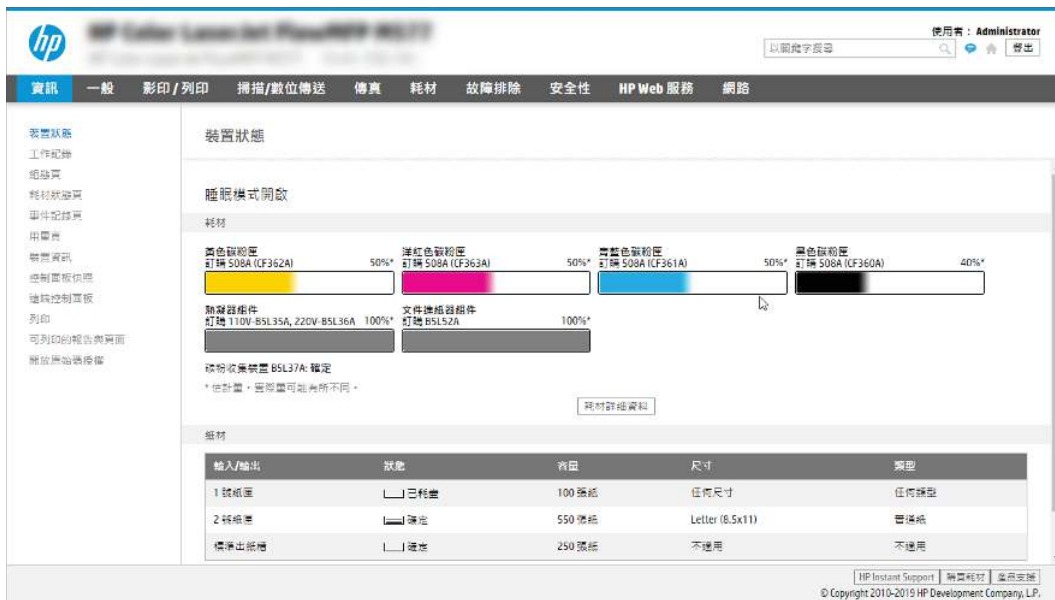 hp
使用者：Administrator
以關鍵字搜尋
登出
資訊 一般 影印/列印 掃描/數位傳送 傳真 耗材 故障排除 安全性 HP Web 服務 網路
裝置狀態
工作記錄
組態頁
耗材狀態頁
事件記錄頁
用量頁
裝置資訊
控制面板快照
遠端控制面板
列印
可列印的報告與頁面
開放原始碼授權
裝置狀態
睡眠模式開啟
耗材
黃色碳粉匣 洋紅色碳粉匣 青藍色碳粉匣 黑色碳粉匣
訂購 508A (CF362A) 50%* 訂購 508A (CF363A) 50%* 訂購 508A (CF361A) 50%* 訂購 508A (CF360A) 40%*
熱凝器組件 文件進紙器組件
訂購 110V-B5L35A, 220V-B5L36A 100%* 訂購 B5L52A 100%*
碳粉收集裝置 B5L37A: 確定
* 估計量。實際量可能有所不同。
耗材詳細資料
紙材
輸入/輸出 狀態 容量 尺寸 類型
1 號紙匣 已耗盡 100 張紙 任何尺寸 任何類型
2 號紙匣 確定 550 張紙 Letter (8.5x11) 普通紙
標準出紙槽 確定 250 張紙 不適用 不適用
HP Instant Support 購買耗材 產品支援
© Copyright 2010-2019 HP Development Company, L.P.